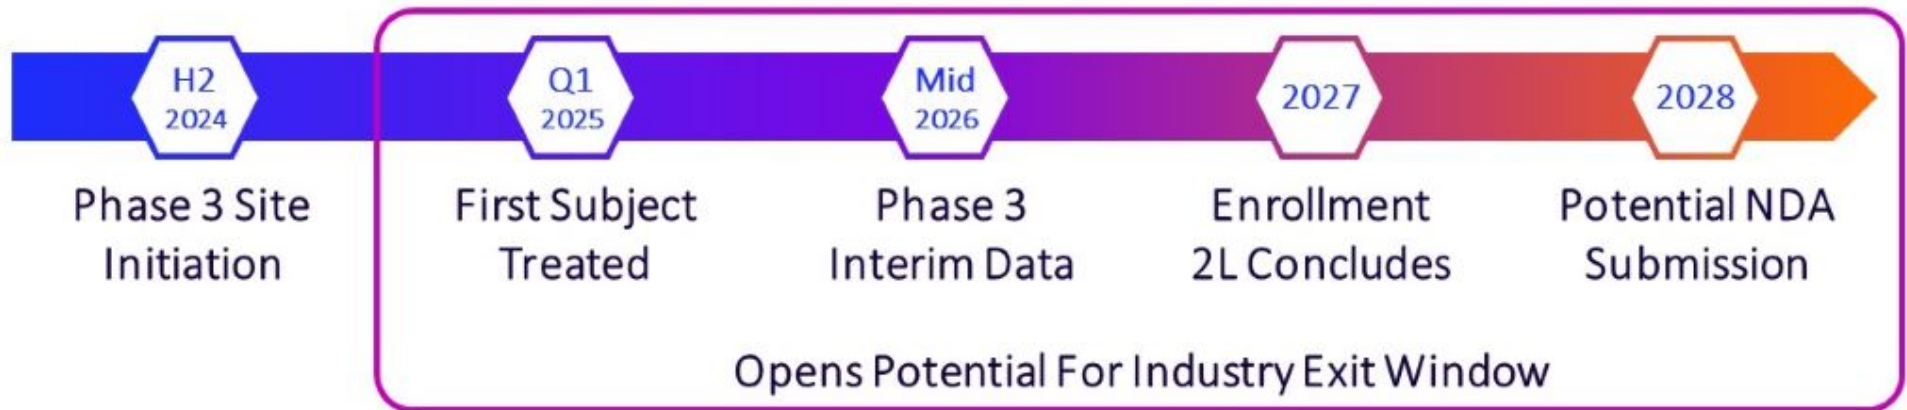 H2
2024
Phase 3 Site
Initiation
Q1
2025
First Subject
Treated
Mid
2026
Phase 3
Interim Data
2027
Enrollment
2L Concludes
2028
Potential NDA
Submission
Opens Potential For Industry Exit Window